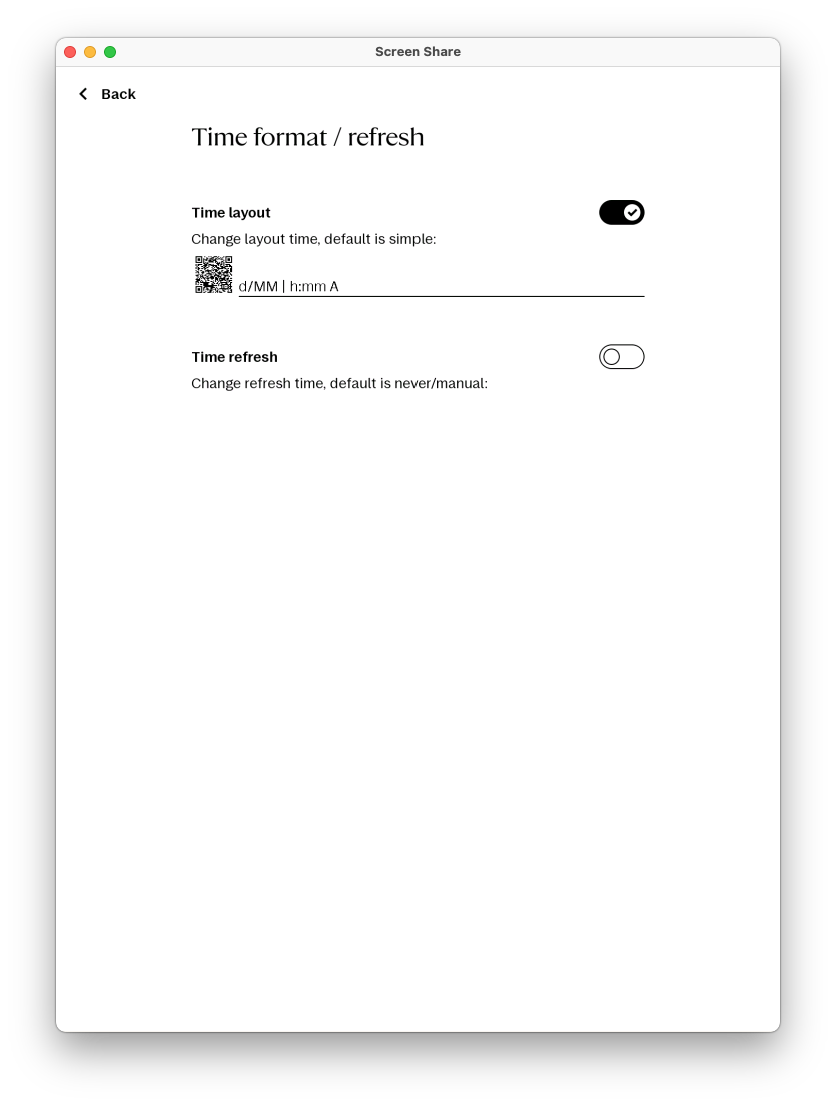 Screen Share
Back
Time format / refresh
Time layout
Change layout time, default is simple:
d/MM | h:mm A
Time refresh
Change refresh time, default is never/manual: